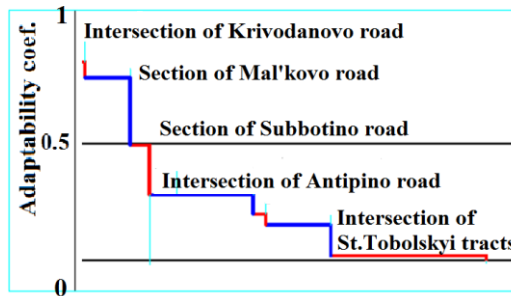 1
Intersection of Krivodanovo road
Section of Mal'kovo road
Adaptability coef.
0.5
Section of Subbotino road
Intersection of Antipino road
Intersection of
St.Tobolskyi tracts
0